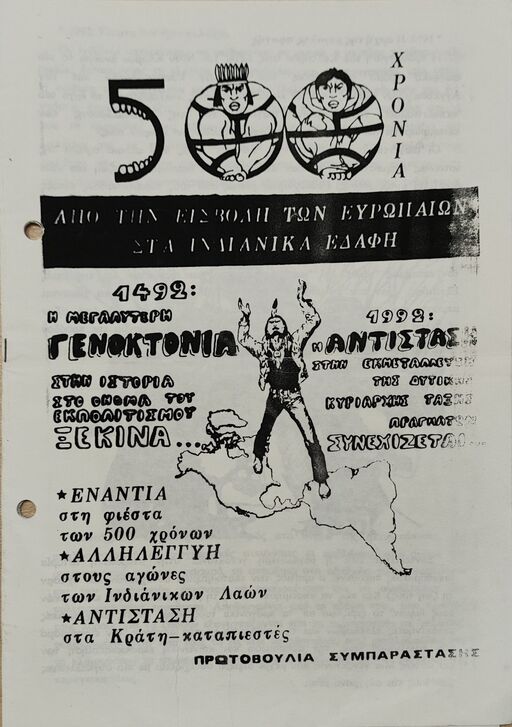 500 ΧΡΟΝΙΑ
ΑΠΟ ΤΗΝ ΕΙΣΒΟΛΗ ΤΩΝ ΕΥΡΩΠΑΙΩΝ
ΣΤΑ ΙΝΔΙΑΝΙΚΑ ΕΔΑΦΗ
1492:
Η ΜΕΓΑΛΥΤΕΡΗ
ΓΕΝΟΚΤΟΝΙΑ
ΣΤΗΝ ΙΣΤΟΡΙΑ
ΣΤΟ ΟΝΟΜΑ ΤΟΥ
ΕΚΠΟΛΙΤΙΣΜΟΥ
ΞΕΚΙΝΑ...
1992:
Η ΑΝΤΙΣΤΑΣΗ
ΣΤΗΝ ΕΚΜΕΤΑΛΛΕΥΣΗ
ΤΗΣ ΔΥΤΙΚΗΣ
ΚΥΡΙΑΡΧΗΣ ΤΑΞΗΣ
ΠΡΑΓΜΑΤΩΝ
ΣΥΝΕΧΙΖΕΤΑΙ...
★ΕΝΑΝΤΙΑ
στη φιέστα
των 500 χρόνων
★ΑΛΛΗΛΕΓΓΥΗ
στους αγώνες
των Ινδιάνικων Λαών
★ΑΝΤΙΣΤΑΣΗ
στα Κράτη-καταπιεστές
ΠΡΩΤΟΒΟΥΛΙΑ ΣΥΜΠΑΡΑΣΤΑΣΗΣ